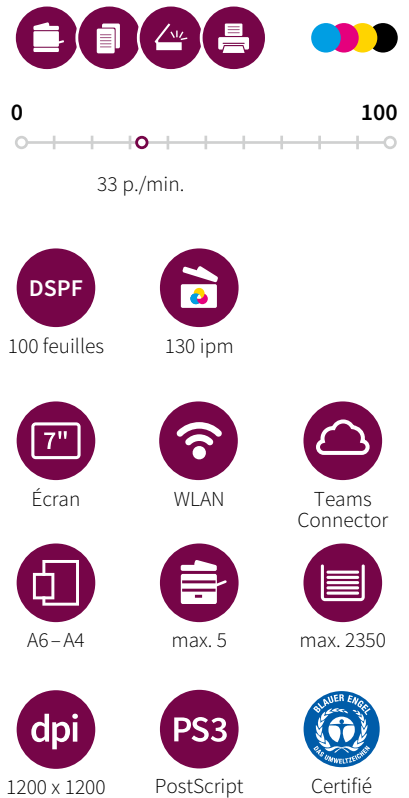 0 100
33 p./min.
DSPF
100 feuilles 130 ipm
7"
Écran WLAN Teams
Connector
A6–A4 max. 5 max. 2350
dpi PS3 BLAUER ENGEL
DAS UMWELTZEICHEN
1200 x 1200 PostScript Certifié